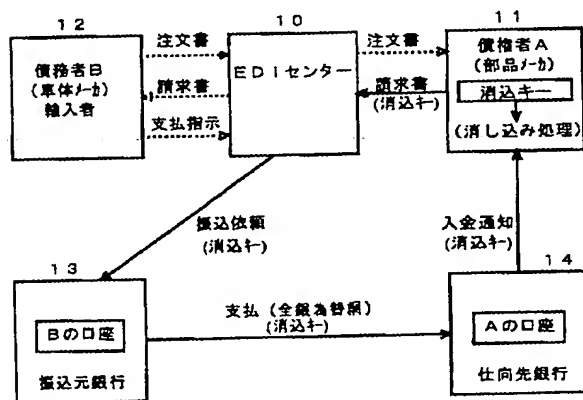 12
10
11
債務者B
(車体メーカ)
輸入者
注文書
請求書
支払指示
EDIセンター
注文書
請求書
(消込キー)
債権者A
(部品メーカ)
消込キー
(消し込み処理)
振込依頼
(消込キー)
入金通知
(消込キー)
13
14
Bの口座
振込元銀行
支払(全銀為替網)
(消込キー)
Aの口座
仕向先銀行